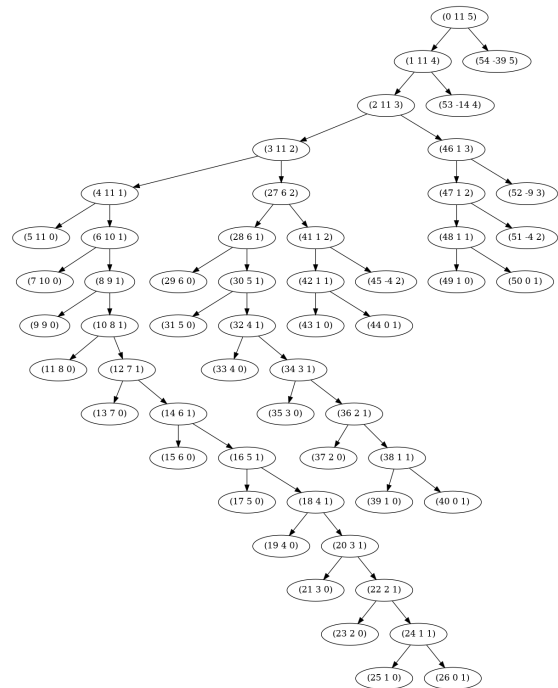 (0 11 5)
(1 11 4) (54 -39 5)
(2 11 3) (53 -14 4)
(3 11 2) (46 1 3)
(4 11 1) (27 6 2) (47 1 2) (52 -9 3)
(5 11 0) (6 10 1) (28 6 1) (41 1 2) (48 1 1) (51 -4 2)
(7 10 0) (8 9 1) (29 6 0) (30 5 1) (42 1 1) (45 -4 2) (49 1 0) (50 0 1)
(9 9 0) (10 8 1) (31 5 0) (32 4 1) (43 1 0) (44 0 1)
(11 8 0) (12 7 1) (33 4 0) (34 3 1)
(13 7 0) (14 6 1) (35 3 0) (36 2 1)
(15 6 0) (16 5 1) (37 2 0) (38 1 1)
(17 5 0) (18 4 1) (39 1 0) (40 0 1)
(19 4 0) (20 3 1)
(21 3 0) (22 2 1)
(23 2 0) (24 1 1)
(25 1 0) (26 0 1)